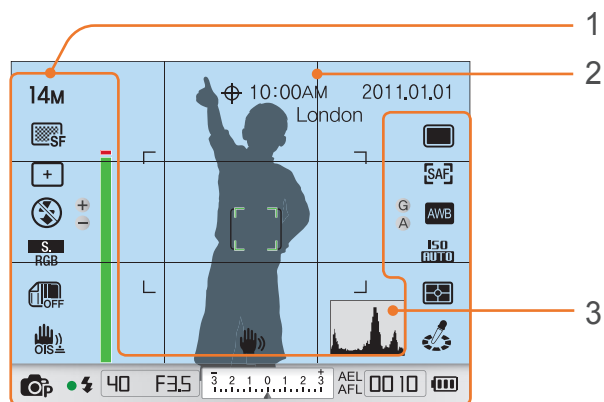 1
2
3
14M
10:00AM 2011.01.01
London
SF
SAF
+
-
G
A
AWB
S.
RGB
ISO
AUTO
OFF
OIS
P
40 F3.5
- +
3 2 1 0 1 2 3
AEL
AFL
0010